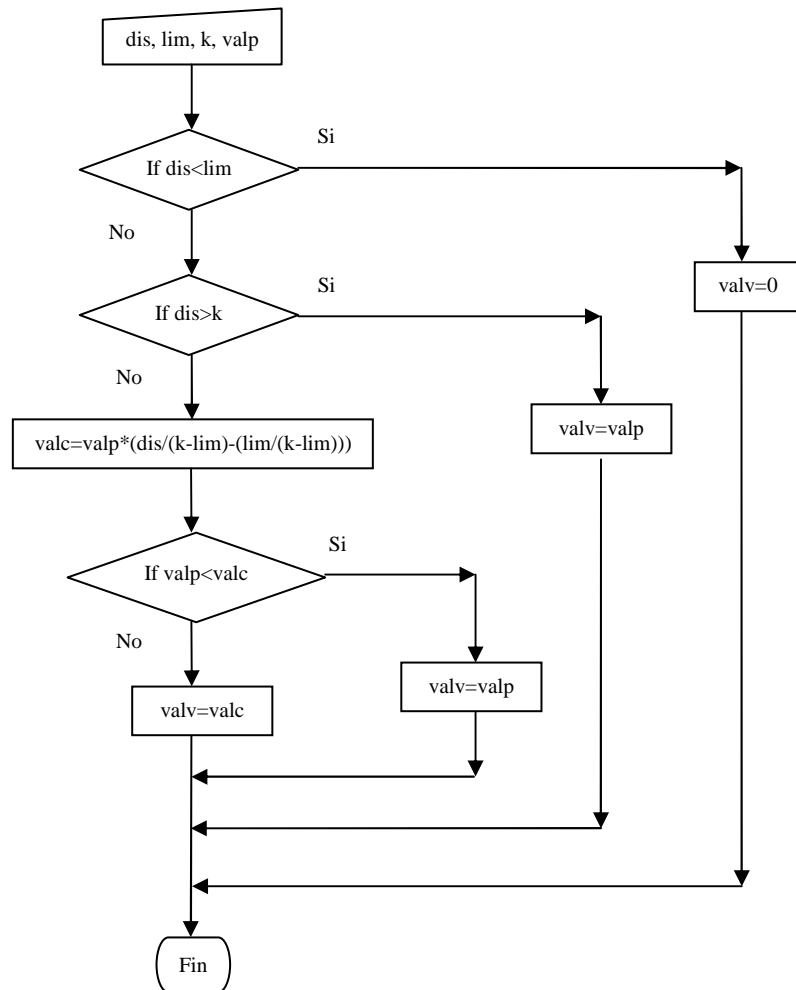 dis, lim, k, valp
Si
If dis<lim
No
Si
valv=0
If dis>k
No
valv=valp
valc=valp*(dis/(k-lim)-(lim/(k-lim)))
Si
If valp<valc
No
valv=valp
valv=valc
Fin